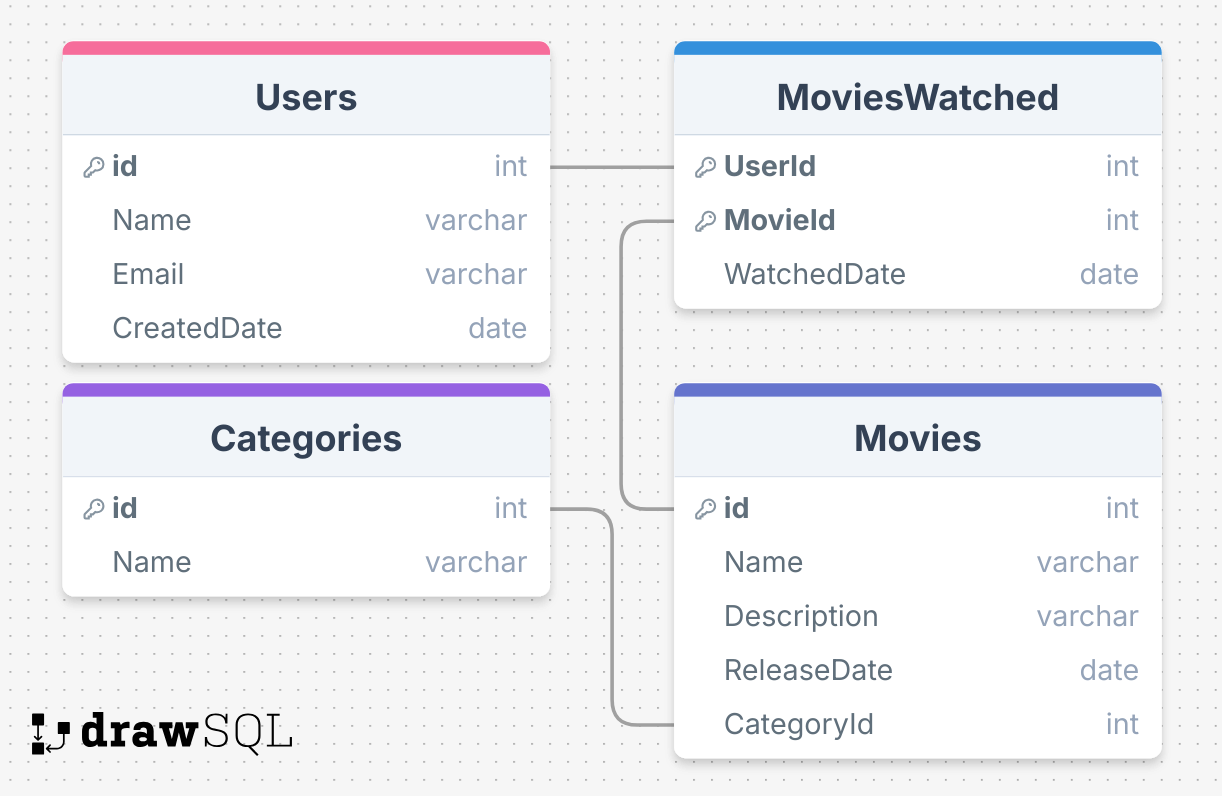 Users
id int
Name varchar
Email varchar
CreatedDate date
MoviesWatched
UserId int
MovieId int
WatchedDate date
Categories
id int
Name varchar
Movies
id int
Name varchar
Description varchar
ReleaseDate date
CategoryId int
drawSQL